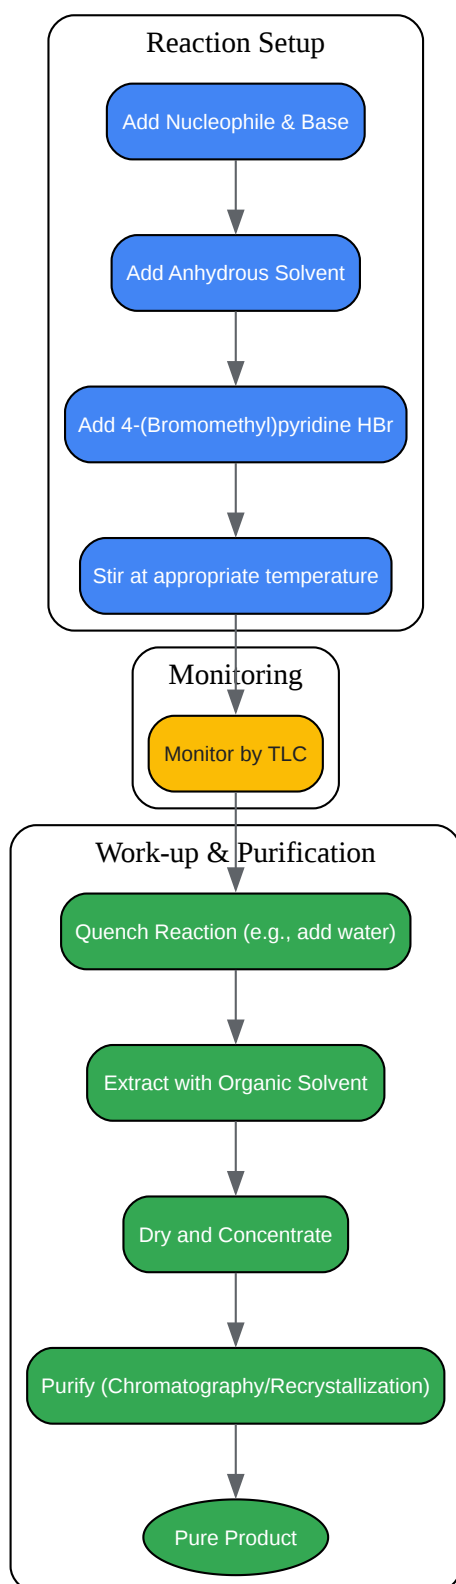 Reaction Setup
Add Nucleophile & Base
Add Anhydrous Solvent
Add 4-(Bromomethyl)pyridine HBr
Stir at appropriate temperature
Monitoring
Monitor by TLC
Work-up & Purification
Quench Reaction (e.g., add water)
Extract with Organic Solvent
Dry and Concentrate
Purify (Chromatography/Recrystallization)
Pure Product